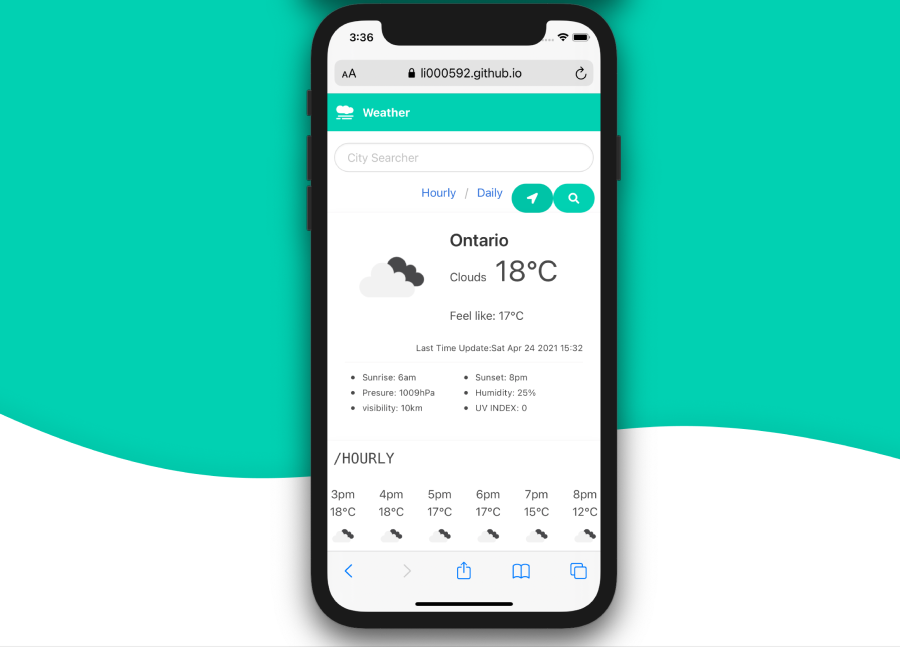 3:36
AA li000592.github.io
Weather
City Searcher
Hourly / Daily
Ontario
Clouds 18°C
Feel like: 17°C
Last Time Update:Sat Apr 24 2021 15:32
Sunrise: 6am Sunset: 8pm
Presure: 1009hPa Humidity: 25%
visibility: 10km UV INDEX: 0
/HOURLY
3pm 4pm 5pm 6pm 7pm 8pm
18°C 18°C 17°C 17°C 15°C 12°C